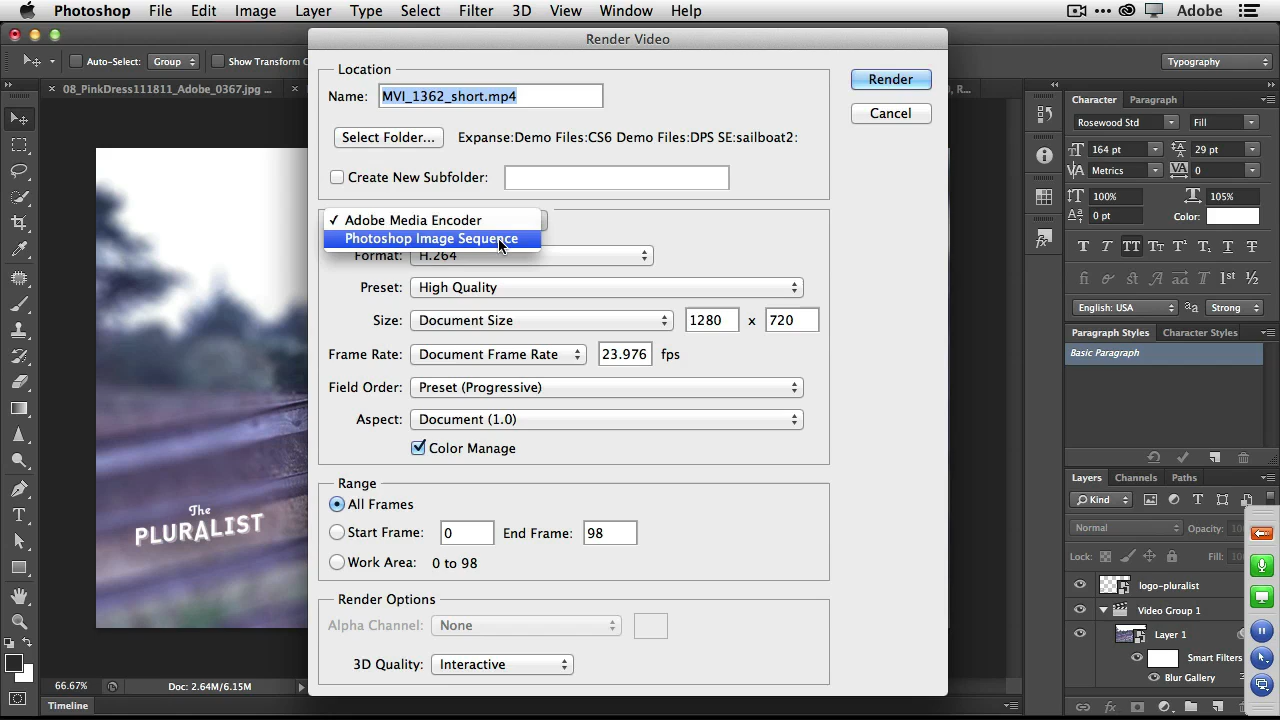 Photoshop File Edit Image Layer Type Select Filter 3D View Window Help Adobe
Render Video
Auto-Select: Group Show Transform C Typography
08_PinkDress111811_Adobe_0367.jpg ... 0, R...
Location
Name: MVI_1362_short.mp4
Select Folder... Expanse:Demo Files:CS6 Demo Files:DPS SE:sailboat2:
Create New Subfolder:
Render
Cancel
Adobe Media Encoder
Photoshop Image Sequence
Format: H.264
Preset: High Quality
Size: Document Size 1280 x 720
Frame Rate: Document Frame Rate 23.976 fps
Field Order: Preset (Progressive)
Aspect: Document (1.0)
Color Manage
Range
All Frames
Start Frame: 0 End Frame: 98
Work Area: 0 to 98
Render Options
Alpha Channel: None
3D Quality: Interactive
The
PLURALIST
66.67% Doc: 2.64M/6.15M
Timeline
Character Paragraph
Rosewood Std Fill
164 pt 29 pt
Metrics 0
100% 105%
0 pt Color:
English: USA Strong
Paragraph Styles Character Styles
Basic Paragraph
Layers Channels Paths
Kind
Normal Opacity:
Lock: Fill:
logo-pluralist
Video Group 1
Layer 1
Smart Filters
Blur Gallery